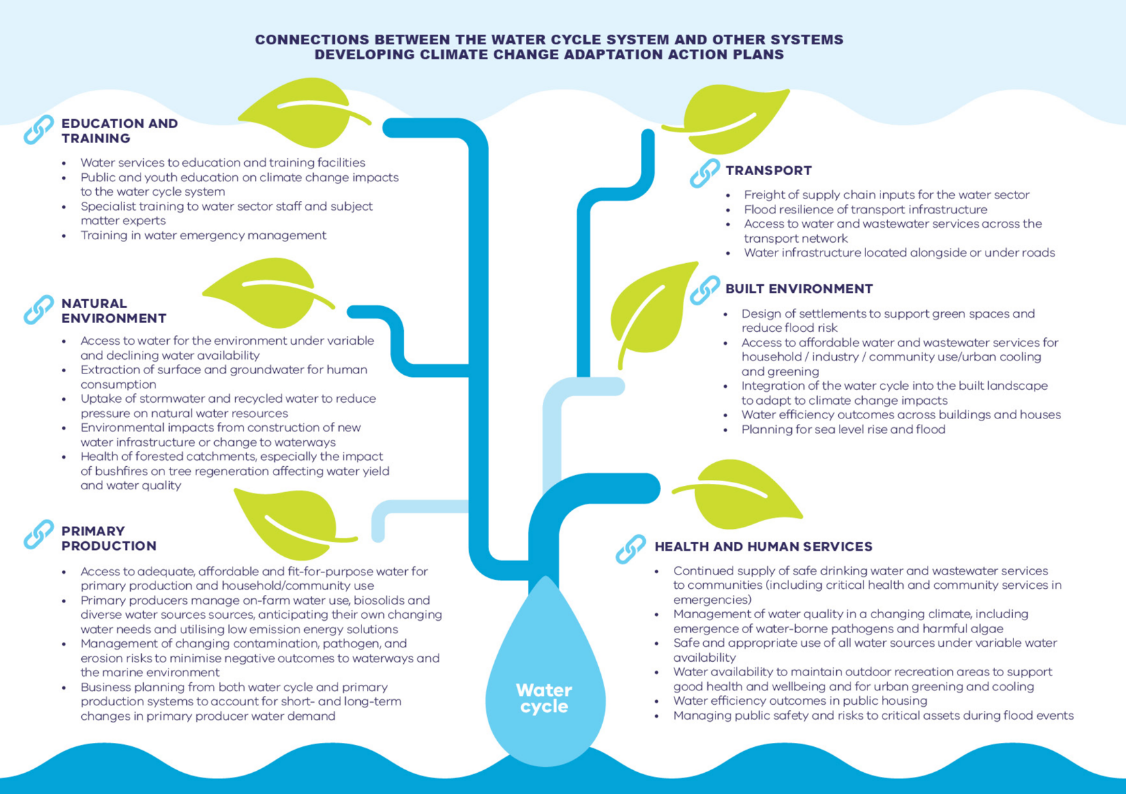 CONNECTIONS BETWEEN THE WATER CYCLE SYSTEM AND OTHER SYSTEMS
DEVELOPING CLIMATE CHANGE ADAPTATION ACTION PLANS
EDUCATION AND
TRAINING
• Water services to education and training facilities
• Public and youth education on climate change impacts
to the water cycle system
• Specialist training to water sector staff and subject
matter experts
• Training in water emergency management
NATURAL
ENVIRONMENT
• Access to water for the environment under variable
and declining water availability
• Extraction of surface and groundwater for human
consumption
• Uptake of stormwater and recycled water to reduce
pressure on natural water resources
• Environmental impacts from construction of new
water infrastructure or change to waterways
• Health of forested catchments, especially the impact
of bushfires on tree regeneration affecting water yield
and water quality
PRIMARY
PRODUCTION
• Access to adequate, affordable and fit-for-purpose water for
primary production and household/community use
• Primary producers manage on-farm water use, biosolids and
diverse water sources sources, anticipating their own changing
water needs and utilising low emission energy solutions
• Management of changing contamination, pathogen, and
erosion risks to minimise negative outcomes to waterways and
the marine environment
• Business planning from both water cycle and primary
production systems to account for short- and long-term
changes in primary producer water demand
TRANSPORT
• Freight of supply chain inputs for the water sector
• Flood resilience of transport infrastructure
• Access to water and wastewater services across the
transport network
• Water infrastructure located alongside or under roads
BUILT ENVIRONMENT
• Design of settlements to support green spaces and
reduce flood risk
• Access to affordable water and wastewater services for
household / industry / community use/urban cooling
and greening
• Integration of the water cycle into the built landscape
to adapt to climate change impacts
• Water efficiency outcomes across buildings and houses
• Planning for sea level rise and flood
HEALTH AND HUMAN SERVICES
• Continued supply of safe drinking water and wastewater services
to communities (including critical health and community services in
emergencies)
• Management of water quality in a changing climate, including
emergence of water-borne pathogens and harmful algae
• Safe and appropriate use of all water sources under variable water
availability
• Water availability to maintain outdoor recreation areas to support
good health and wellbeing and for urban greening and cooling
• Water efficiency outcomes in public housing
• Managing public safety and risks to critical assets during flood events
Water
cycle